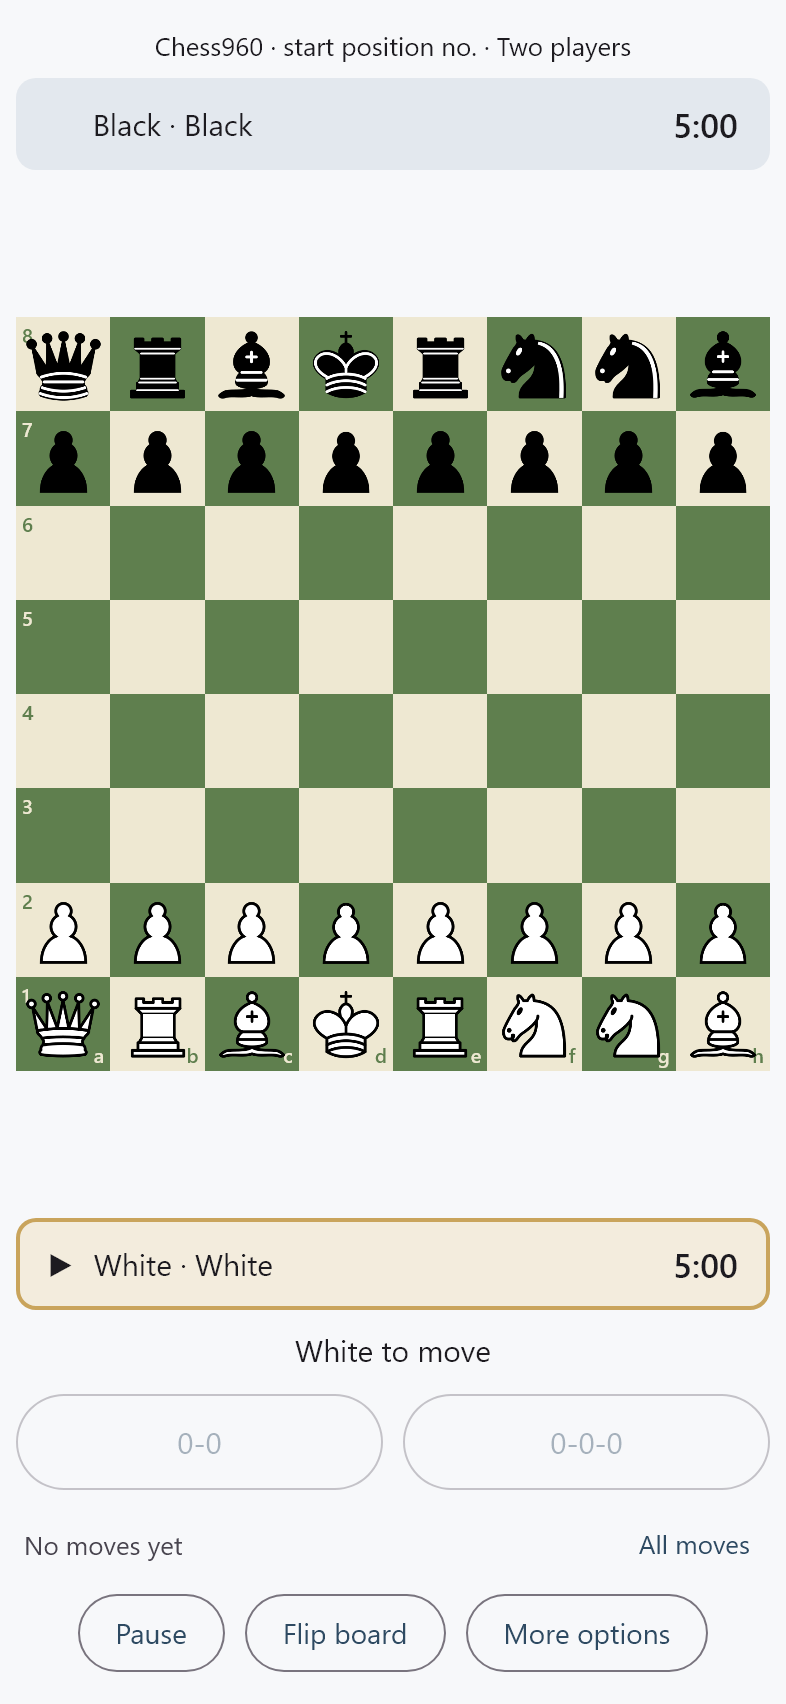 Chess960 · start position no. · Two players
Black · Black 5:00
8
7
6
5
4
3
2
1
a b c d e f g h
▶ White · White 5:00
White to move
0-0 0-0-0
No moves yet All moves
Pause Flip board More options